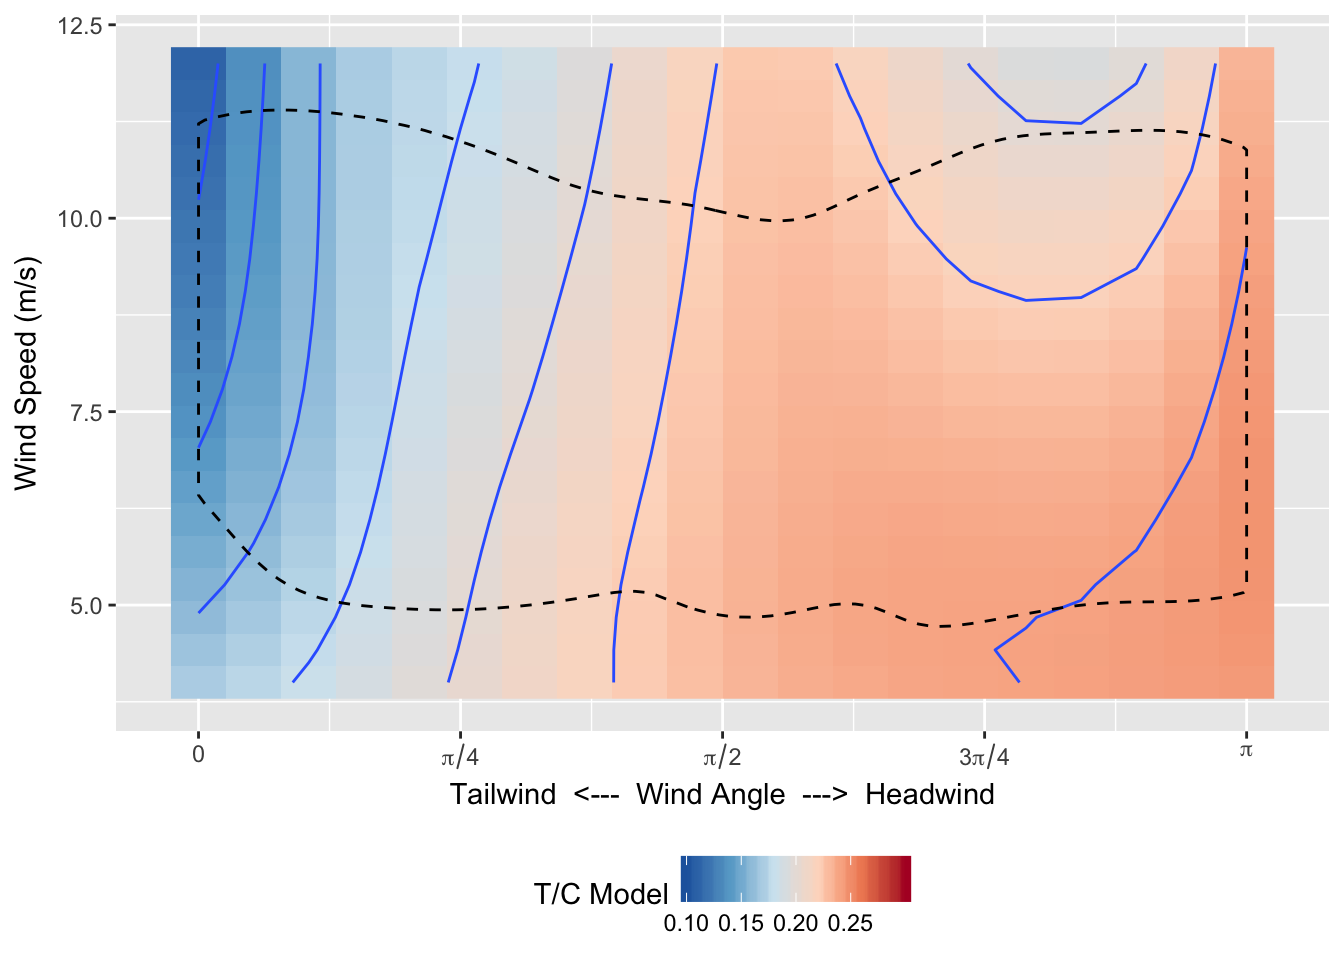 12.5
10.0
7.5
5.0
Wind Speed (m/s)
0 π/4 π/2 3π/4 π
Tailwind <--- Wind Angle ---> Headwind
T/C Model
0.10 0.15 0.20 0.25